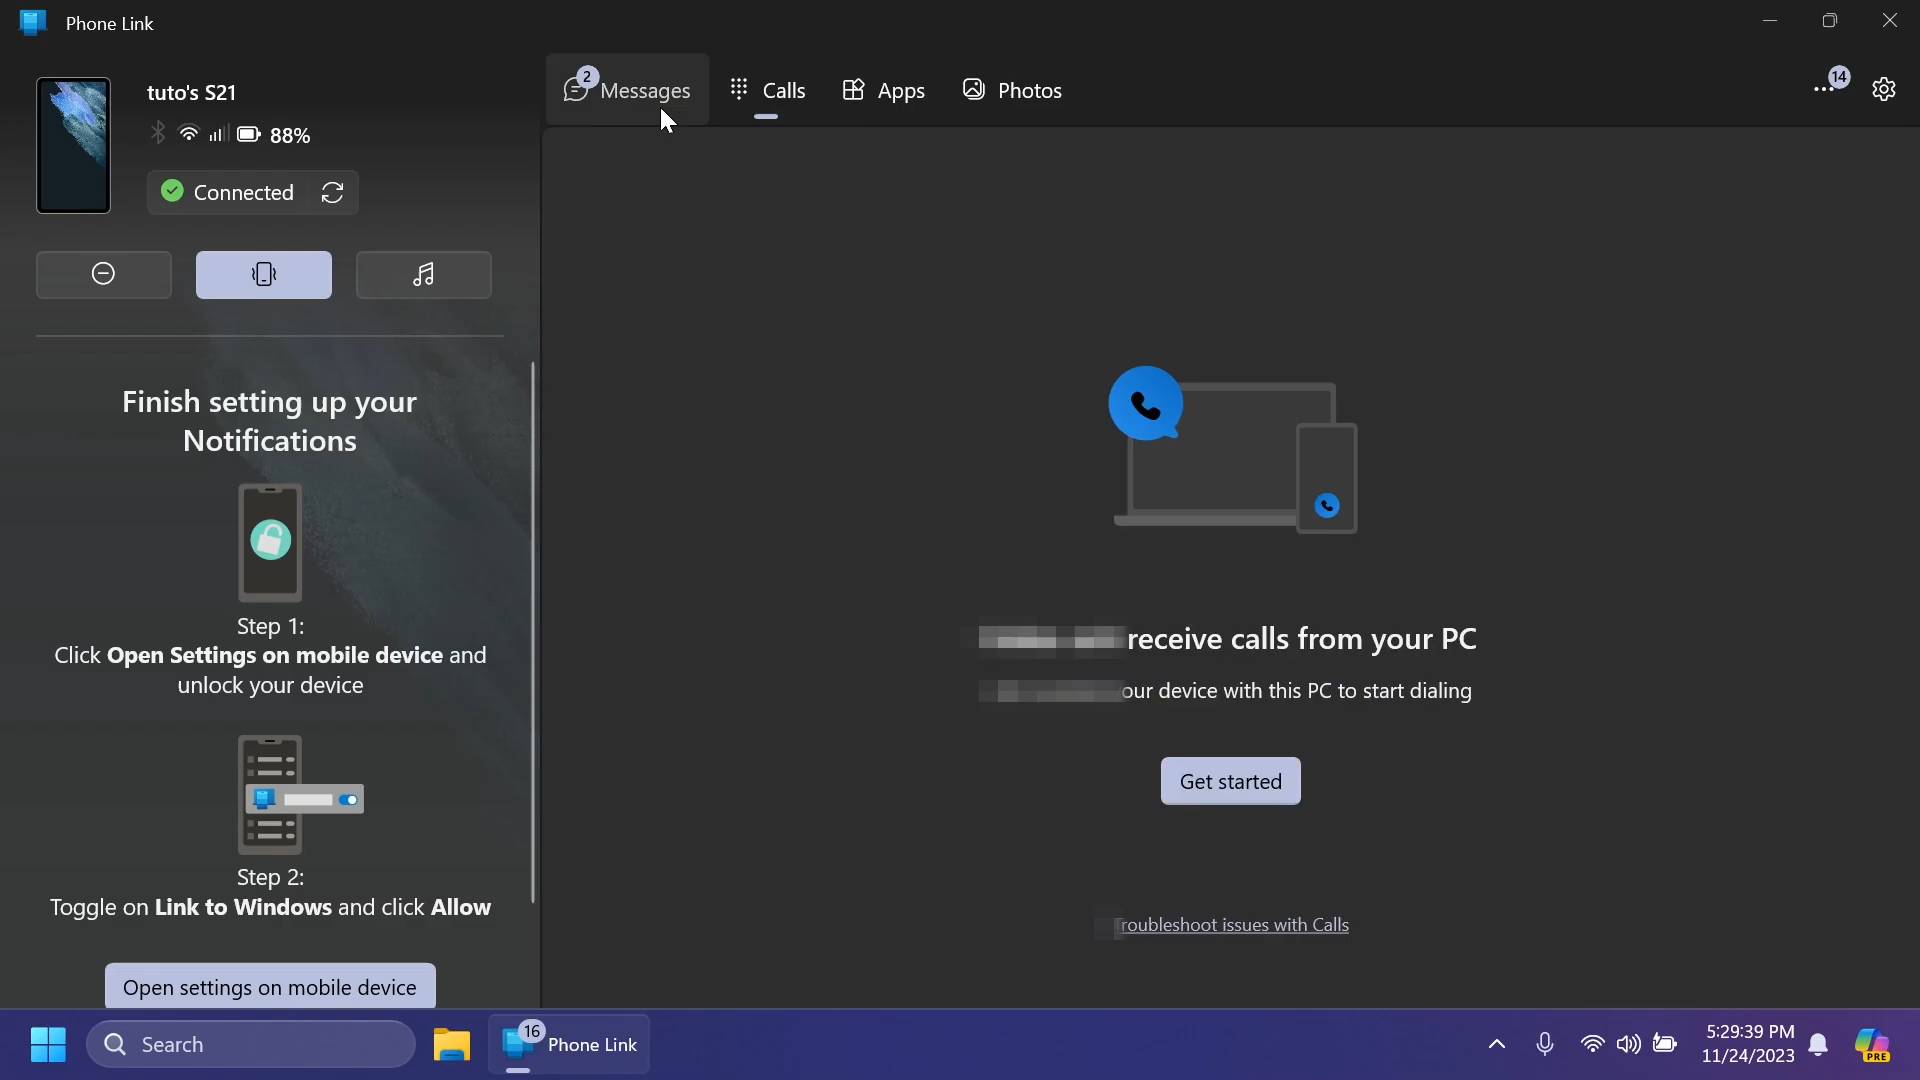 Phone Link
tuto's S21
88%
Connected
2
Messages
Calls
Apps
Photos
14
Finish setting up your
Notifications
Step 1:
Click Open Settings on mobile device and
unlock your device
Step 2:
Toggle on Link to Windows and click Allow
Open settings on mobile device
receive calls from your PC
device with this PC to start dialing
Get started
issues with Calls
Search
16
Phone Link
5:29:39 PM
11/24/2023
PRE